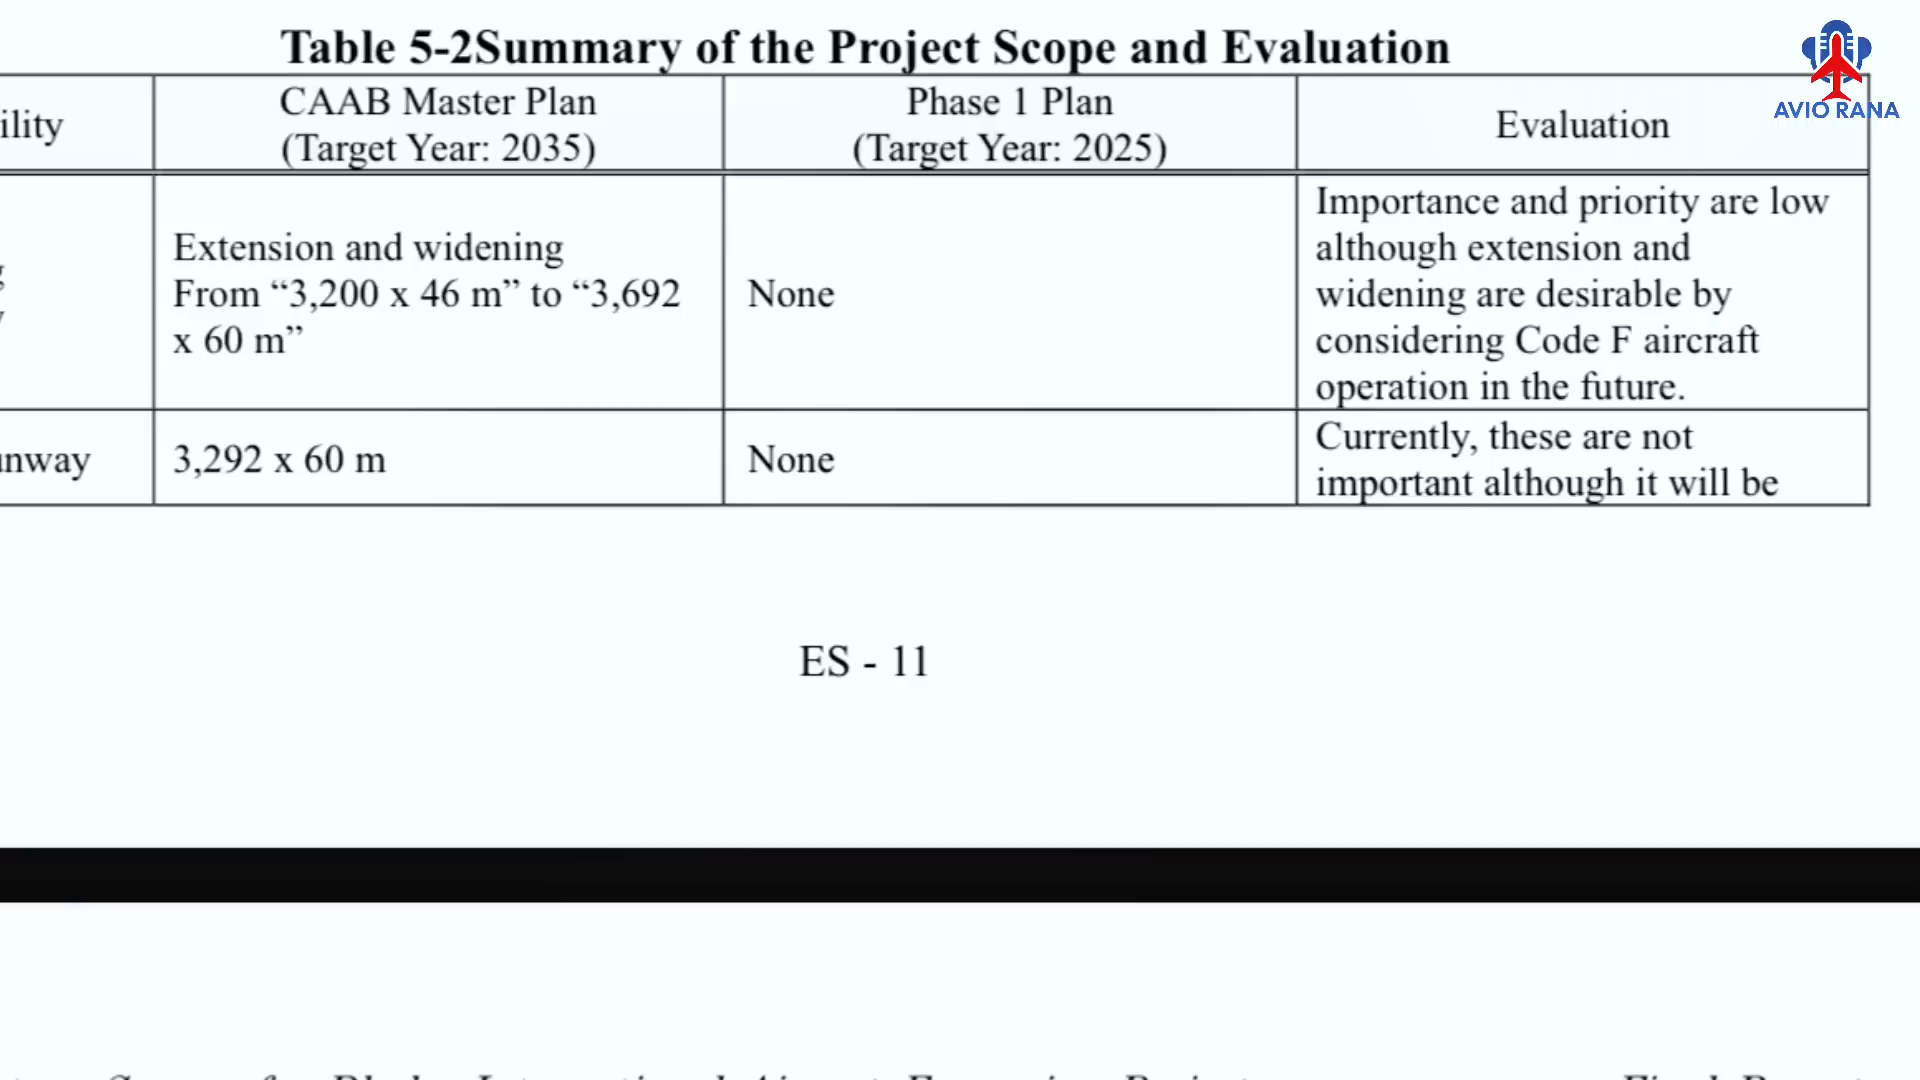 Table 5-2Summary of the Project Scope and Evaluation
AVIO RANA
CAAB Master Plan
(Target Year: 2035)
Phase 1 Plan
(Target Year: 2025)
Evaluation
Extension and widening
From “3,200 x 46 m” to “3,692
x 60 m”
None
Importance and priority are low
although extension and
widening are desirable by
considering Code F aircraft
operation in the future.
3,292 x 60 m
None
Currently, these are not
important although it will be
ES - 11